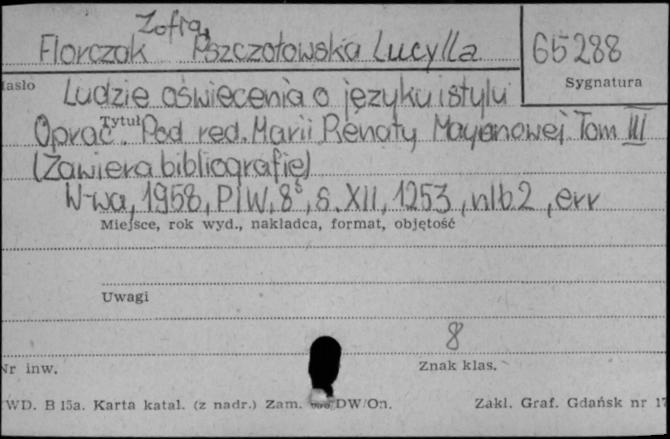 Zofia,
Florczak Pszczołowska Lucylla 65288
Hasło Sygnatura
Ludzie oświecenia o języku i stylu
Tytuł
Oprac. Pod red. Marii Renaty Mayenowej Tom III
(Zawiera bibliografię)
W-wa, 1958, PIW, 8°, s. XII, 1253, nlb. 2, err
Miejsce, rok wyd., nakładca, format, objętość
Uwagi
8
Nr inw. Znak klas.
WD. B 15a. Karta katal. (z nadr.) Zam. DW/On. Zakl. Graf. Gdańsk nr 17